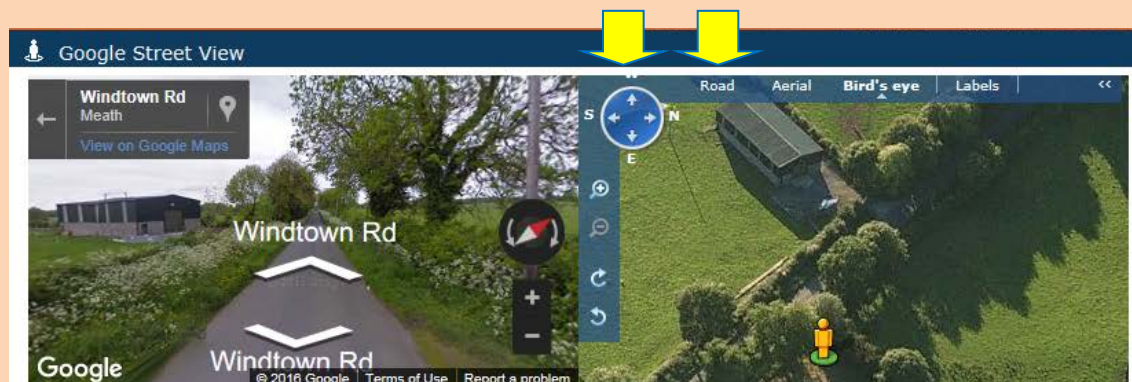 Google Street View
Windtown Rd
Meath
View on Google Maps
Windtown Rd
Windtown Rd
Google
© 2016 Google Terms of Use Report a problem
Road Aerial Bird's eye Labels <<
S N
E